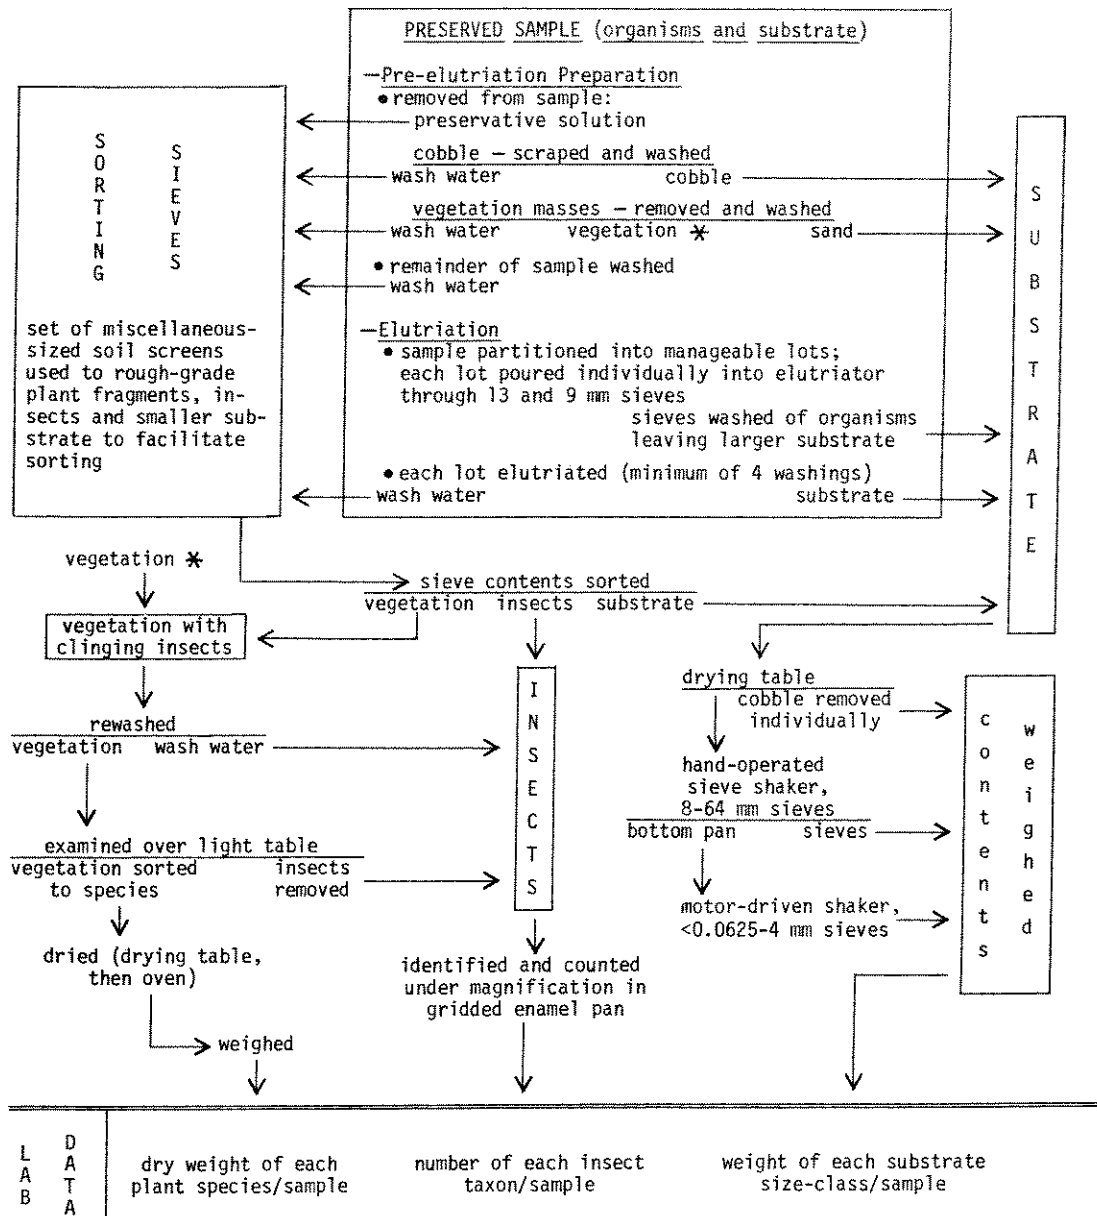 PRESERVED SAMPLE (organisms and substrate)
—Pre-elutriation Preparation
• removed from sample:
preservative solution
cobble — scraped and washed
wash water cobble
vegetation masses — removed and washed
wash water vegetation * sand
• remainder of sample washed
wash water
—Elutriation
• sample partitioned into manageable lots;
each lot poured individually into elutriator
through 13 and 9 mm sieves
sieves washed of organisms
leaving larger substrate
• each lot elutriated (minimum of 4 washings)
wash water substrate
SORTING
SIEVES
set of miscellaneous-
sized soil screens
used to rough-grade
plant fragments, in-
sects and smaller sub-
strate to facilitate
sorting
SUBSTRATE
vegetation *
sieve contents sorted
vegetation insects substrate
vegetation with
clinging insects
rewashed
vegetation wash water
examined over light table
vegetation sorted insects
to species removed
dried (drying table,
then oven)
weighed
INSECTS
identified and counted
under magnification in
gridded enamel pan
drying table
cobble removed
individually
hand-operated
sieve shaker,
8-64 mm sieves
bottom pan sieves
motor-driven shaker,
<0.0625-4 mm sieves
contents
weighed
LAB
DATA
dry weight of each
plant species/sample
number of each insect
taxon/sample
weight of each substrate
size-class/sample